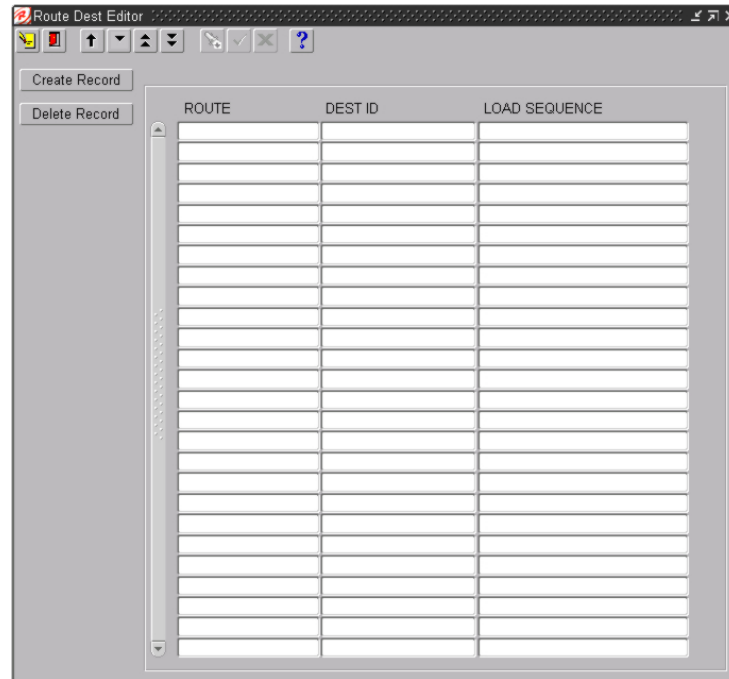 Route Dest Editor
?
Create Record
Delete Record
ROUTE DEST ID LOAD SEQUENCE